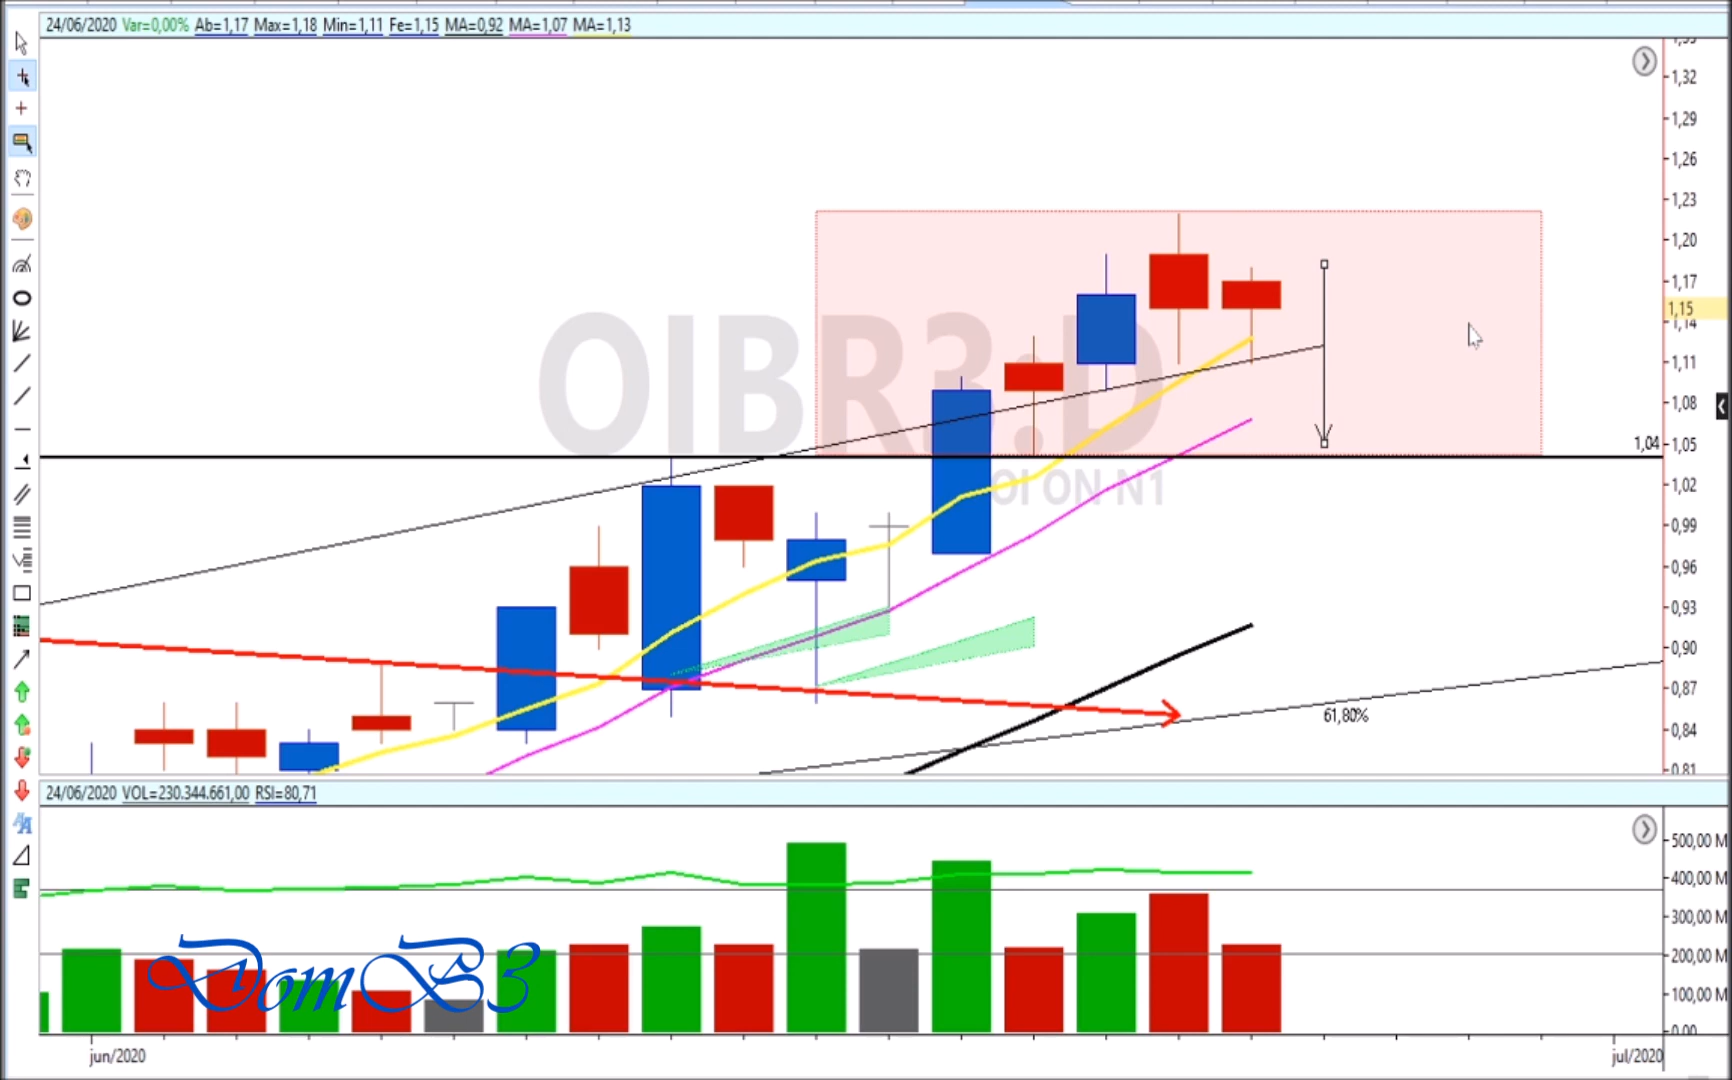 24/06/2020 Var=0,00% Ab=1,17 Max=1,18 Min=1,11 Fe=1,15 MA=0,92 MA=1,07 MA=1,13
1,32
1,29
1,26
1,23
1,20
1,17
1,15
1,14
1,11
1,08
1,04
1,05
1,02
0,99
0,96
0,93
0,90
0,87
0,84
0,81
OIBR3:D
OI ON N1
61,80%
24/06/2020 VOL=230.344.661,00 RSI=80,71
500,00 M
400,00 M
300,00 M
200,00 M
100,00 M
0,00
DomB3
jun/2020
jul/2020